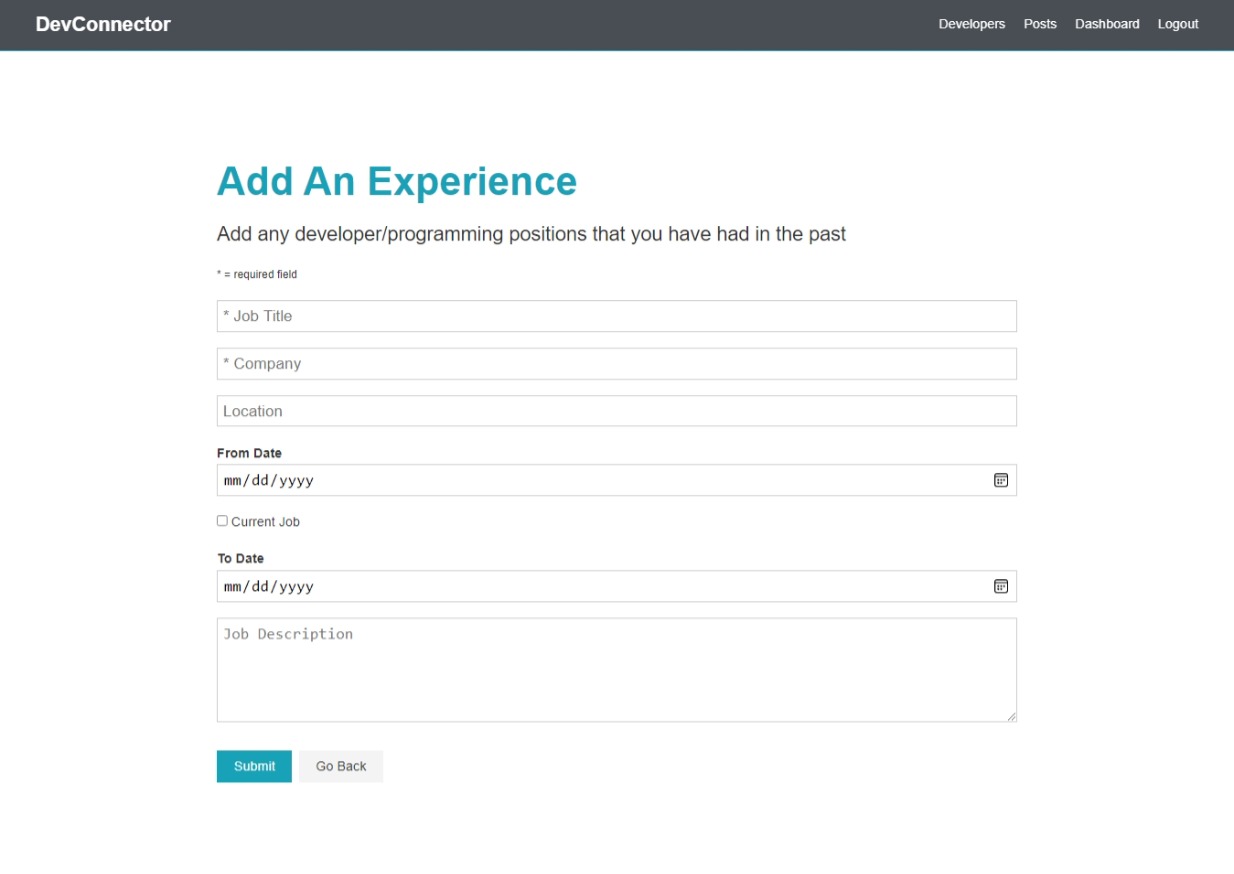 DevConnector Developers Posts Dashboard Logout
Add An Experience
Add any developer/programming positions that you have had in the past
* = required field
* Job Title
* Company
Location
From Date
mm/dd/yyyy
Current Job
To Date
mm/dd/yyyy
Job Description
Submit Go Back